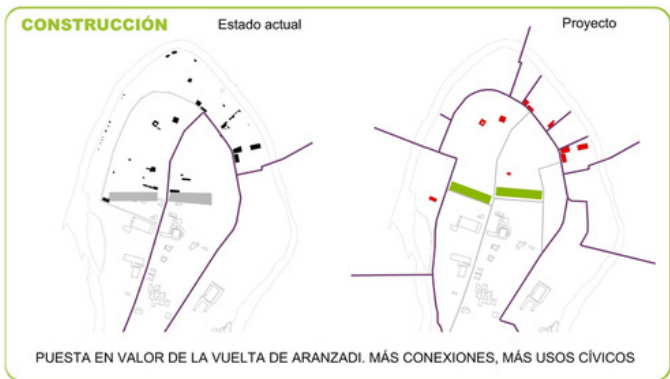 CONSTRUCCIÓN
Estado actual
Proyecto
PUESTA EN VALOR DE LA VUELTA DE ARANZADI. MÁS CONEXIONES, MÁS USOS CÍVICOS